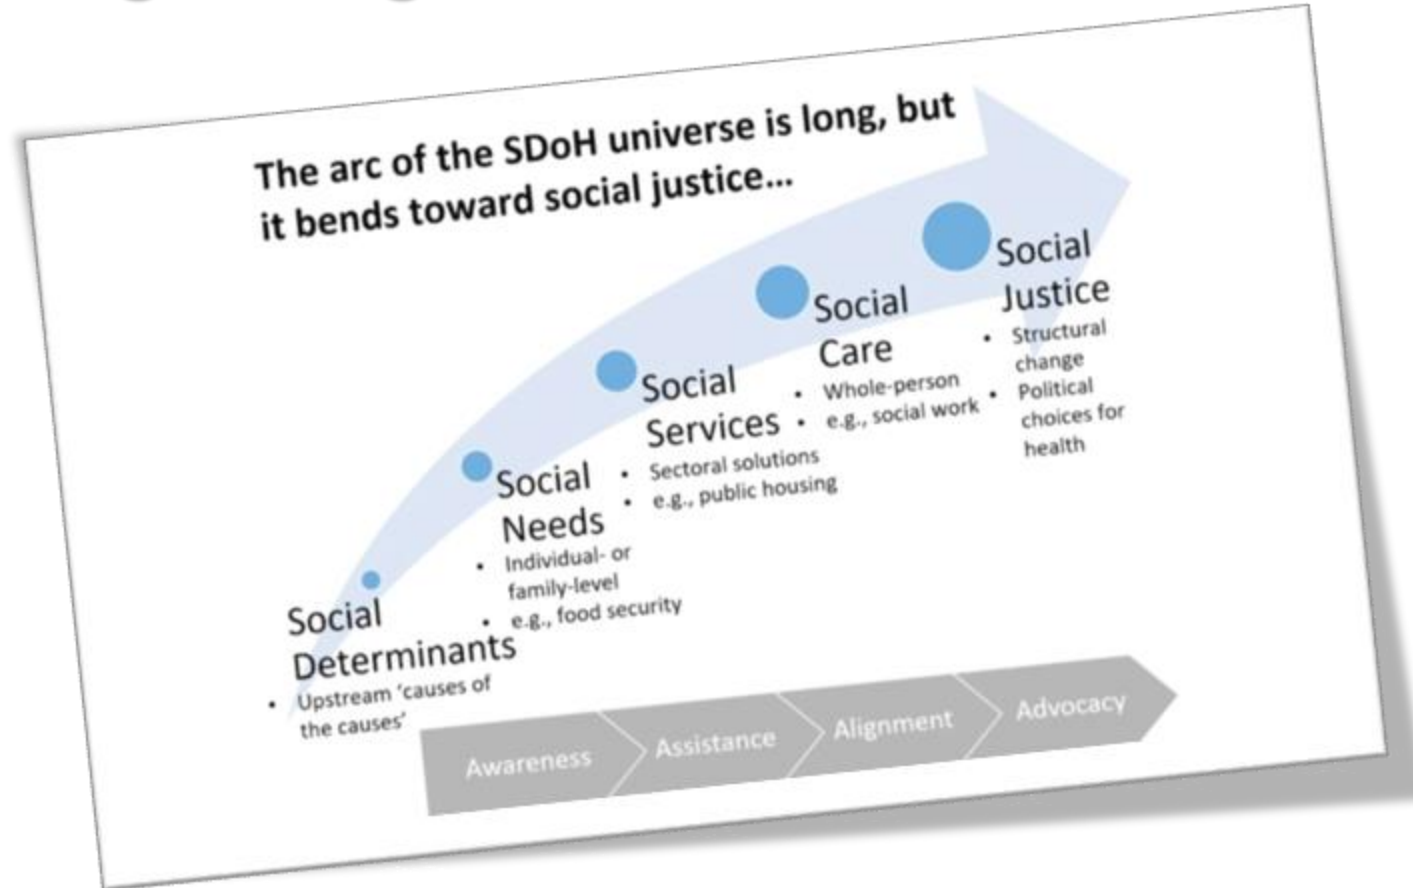 The arc of the SDoH universe is long, but
it bends toward social justice...
Social
Determinants
• Upstream ‘causes of
the causes’
Social
Needs
• Individual- or
family-level
• e.g., food security
Social
Services
• Sectoral solutions
• e.g., public housing
Social
Care
• Whole-person
• e.g., social work
Social
Justice
• Structural
change
• Political
choices for
health
Awareness
Assistance
Alignment
Advocacy